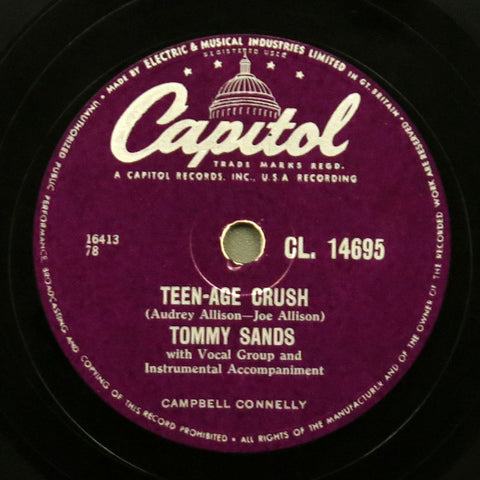 MADE BY ELECTRIC & MUSICAL INDUSTRIES LIMITED IN GT. BRITAIN •
REGISTERED USER
Capitol
TRADE MARKS REGD.
A CAPITOL RECORDS, INC., U.S.A RECORDING
16413
78
CL. 14695
TEEN-AGE CRUSH
(Audrey Allison—Joe Allison)
TOMMY SANDS
with Vocal Group and
Instrumental Accompaniment
CAMPBELL CONNELLY
UNAUTHORIZED PUBLIC PERFORMANCE, BROADCASTING AND COPYING OF THIS RECORD PROHIBITED • ALL RIGHTS OF THE MANUFACTURER AND OF THE OWNER OF THE RECORDED WORK ARE RESERVED •